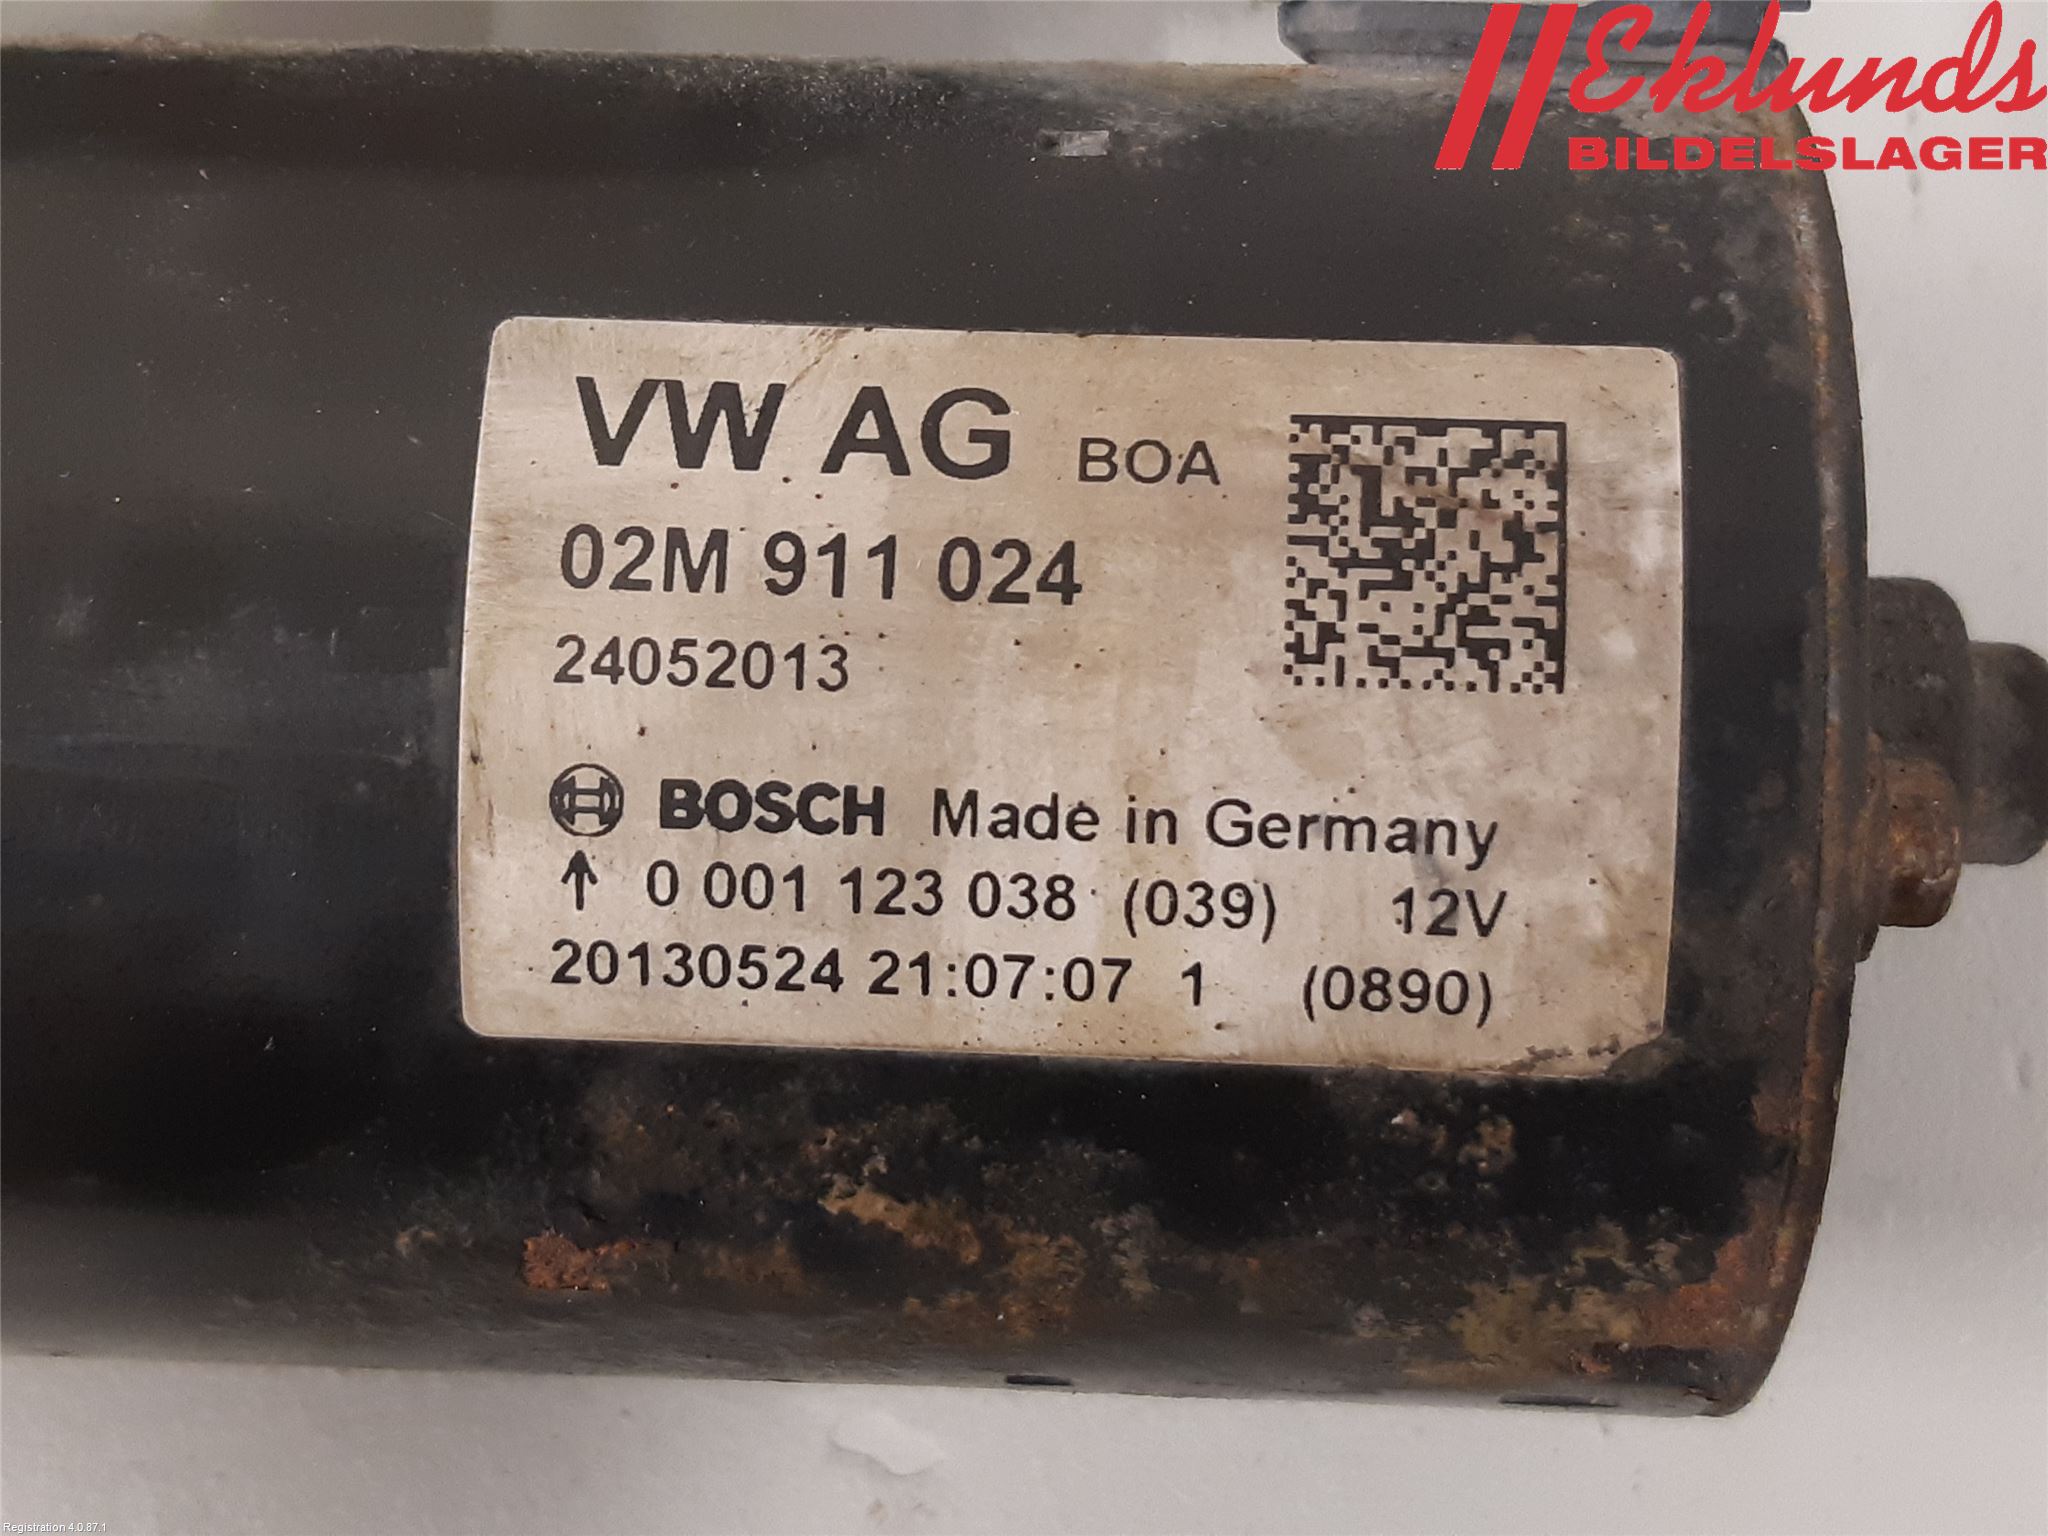 Eklunds
BILDELSLAGER
VW AG BOA
02M 911 024
24052013
BOSCH Made in Germany
↑ 0 001 123 038 (039) 12V
20130524 21:07:07 1 (0890)
Registration 4.0.87.1